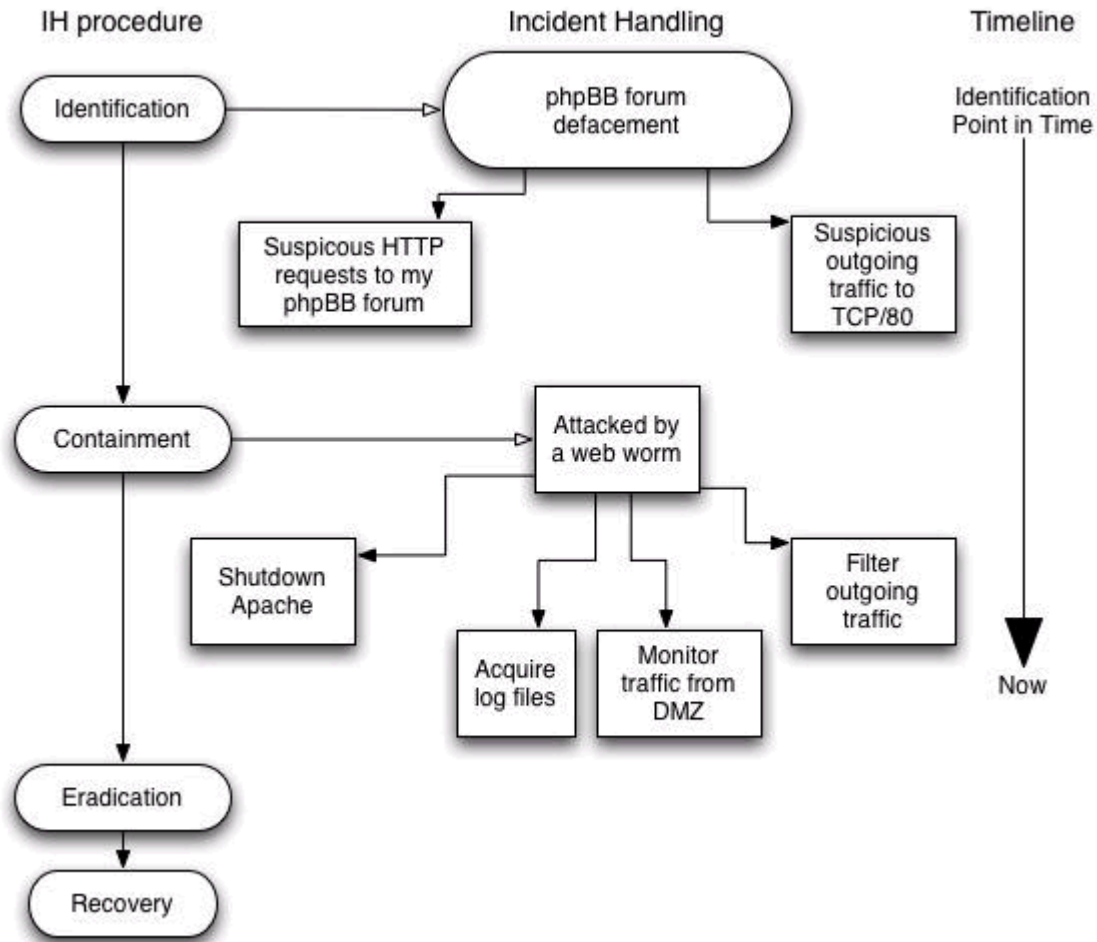 IH procedure
Incident Handling
Timeline
Identification
phpBB forum
defacement
Identification
Point in Time
Suspicous HTTP
requests to my
phpBB forum
Suspicious
outgoing
traffic to
TCP/80
Containment
Attacked by
a web worm
Shutdown
Apache
Acquire
log files
Monitor
traffic from
DMZ
Filter
outgoing
traffic
Now
Eradication
Recovery